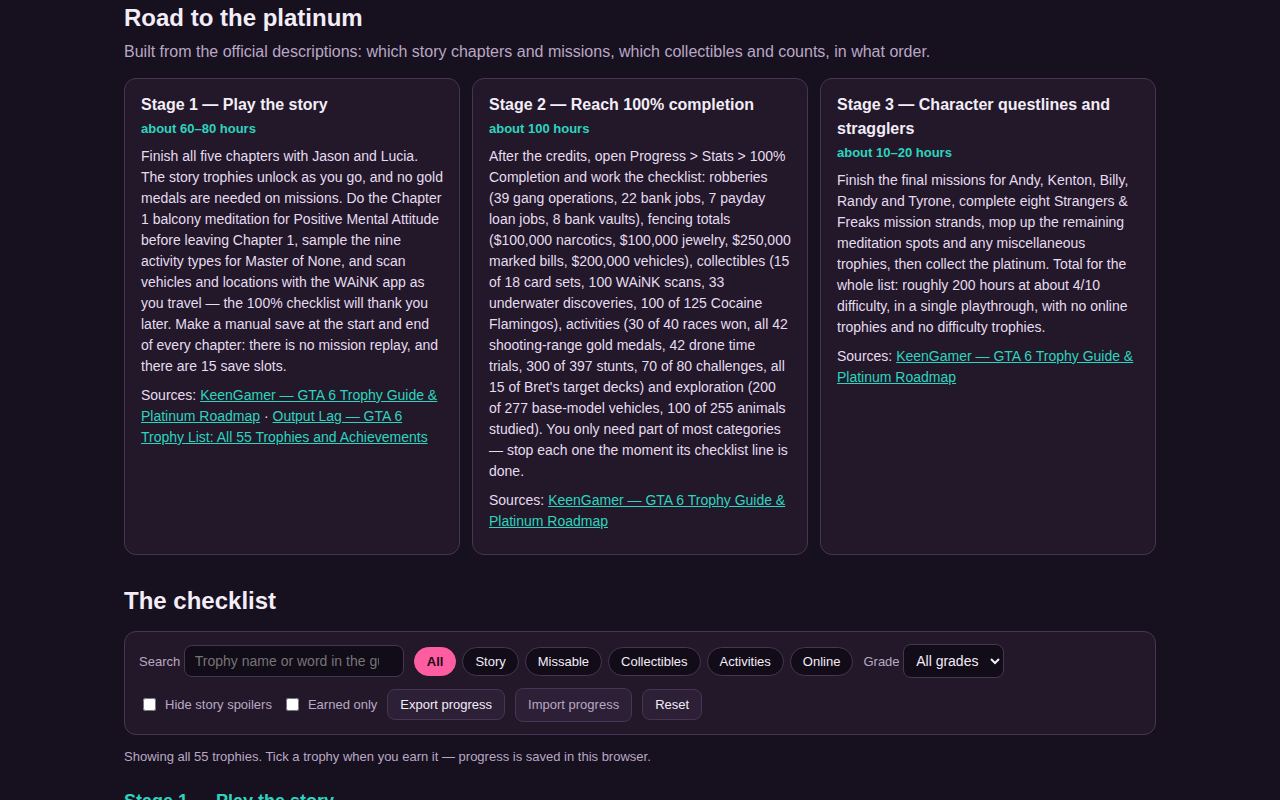 Road to the platinum
Built from the official descriptions: which story chapters and missions, which collectibles and counts, in what order.
Stage 1 — Play the story
about 60–80 hours
Finish all five chapters with Jason and Lucia.
The story trophies unlock as you go, and no gold
medals are needed on missions. Do the Chapter
1 balcony meditation for Positive Mental Attitude
before leaving Chapter 1, sample the nine
activity types for Master of None, and scan
vehicles and locations with the WAiNK app as
you travel — the 100% checklist will thank you
later. Make a manual save at the start and end
of every chapter: there is no mission replay, and
there are 15 save slots.
Sources: KeenGamer — GTA 6 Trophy Guide &
Platinum Roadmap · Output Lag — GTA 6
Trophy List: All 55 Trophies and Achievements
Stage 2 — Reach 100% completion
about 100 hours
After the credits, open Progress > Stats > 100%
Completion and work the checklist: robberies
(39 gang operations, 22 bank jobs, 7 payday
loan jobs, 8 bank vaults), fencing totals
($100,000 narcotics, $100,000 jewelry, $250,000
marked bills, $200,000 vehicles), collectibles (15
of 18 card sets, 100 WAiNK scans, 33
underwater discoveries, 100 of 125 Cocaine
Flamingos), activities (30 of 40 races won, all 42
shooting-range gold medals, 42 drone time
trials, 300 of 397 stunts, 70 of 80 challenges, all
15 of Bret's target decks) and exploration (200
of 277 base-model vehicles, 100 of 255 animals
studied). You only need part of most categories
— stop each one the moment its checklist line is
done.
Sources: KeenGamer — GTA 6 Trophy Guide &
Platinum Roadmap
Stage 3 — Character questlines and
stragglers
about 10–20 hours
Finish the final missions for Andy, Kenton, Billy,
Randy and Tyrone, complete eight Strangers &
Freaks mission strands, mop up the remaining
meditation spots and any miscellaneous
trophies, then collect the platinum. Total for the
whole list: roughly 200 hours at about 4/10
difficulty, in a single playthrough, with no online
trophies and no difficulty trophies.
Sources: KeenGamer — GTA 6 Trophy Guide &
Platinum Roadmap
The checklist
Search Trophy name or word in the gu All Story Missable Collectibles Activities Online Grade All grades
Hide story spoilers Earned only Export progress Import progress Reset
Showing all 55 trophies. Tick a trophy when you earn it — progress is saved in this browser.
Stage 1 — Play the story